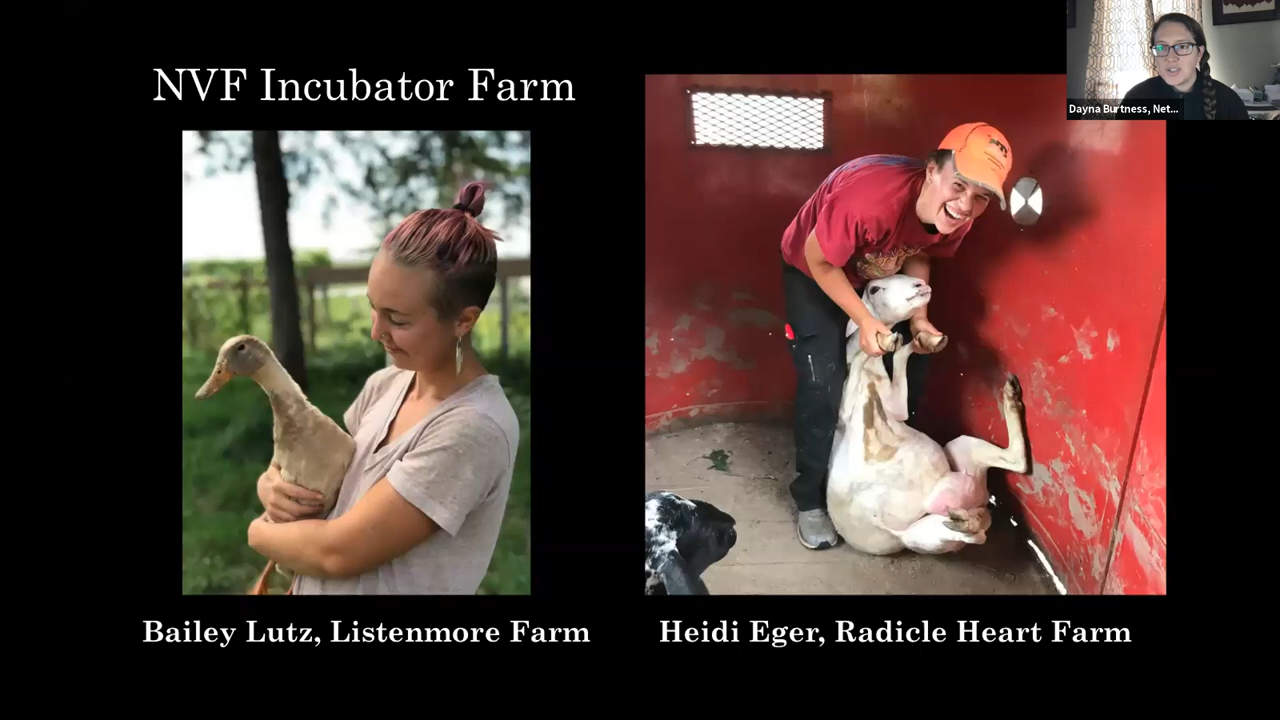 NVF Incubator Farm
Dayna Burtness, Net...
Bailey Lutz, Listenmore Farm
Heidi Eger, Radicle Heart Farm